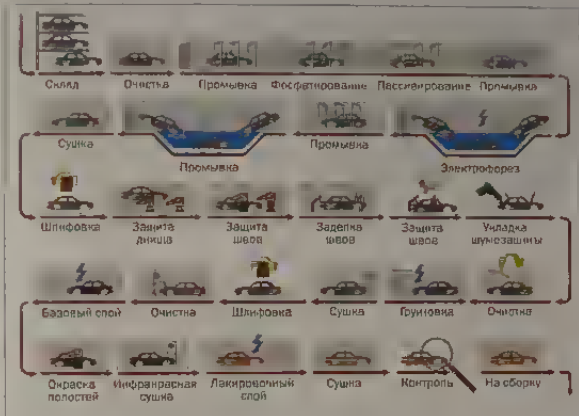 Склад Очистка Промывка Фосфатирование Пассивирование Промывка
Сушка Промывка Промывка Электрофорез
Шлифовка Защита днища Защита швов Заделка швов Защита швов Укладка шумозащиты
Базовый слой Очистка Шлифовка Сушка Грунтовка Очистка
Окраска полостей Инфракрасная сушка Лакировочный слой Сушка Контроль На сборку